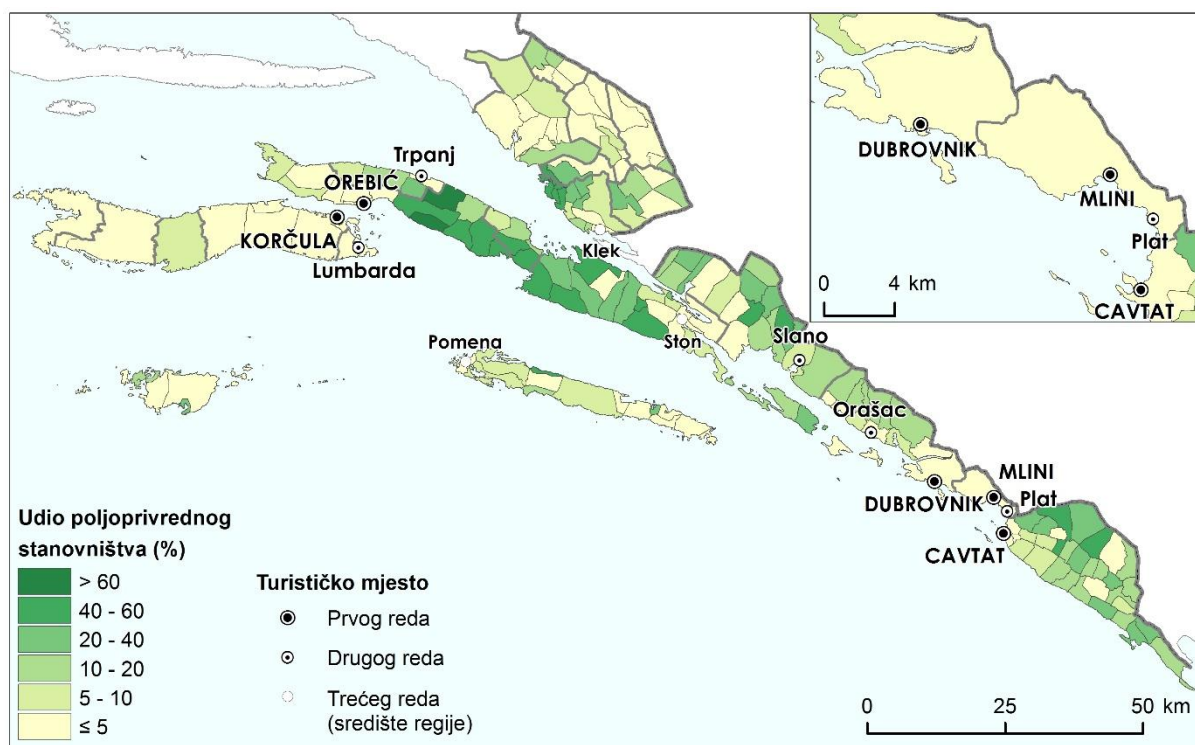 Trpanj
OREBIĆ
KORČULA
Lumbarda
Klek
Pomena
Ston
Slano
Orašac
DUBROVNIK
MLINI
Plat
CAVTAT
DUBROVNIK
MLINI
Plat
CAVTAT
0 4 km
Udio poljoprivrednog
stanovništva (%)
> 60
40 - 60
20 - 40
10 - 20
5 - 10
≤ 5
Turističko mjesto
Prvog reda
Drugog reda
Trećeg reda
(središte regije)
0 25 50 km